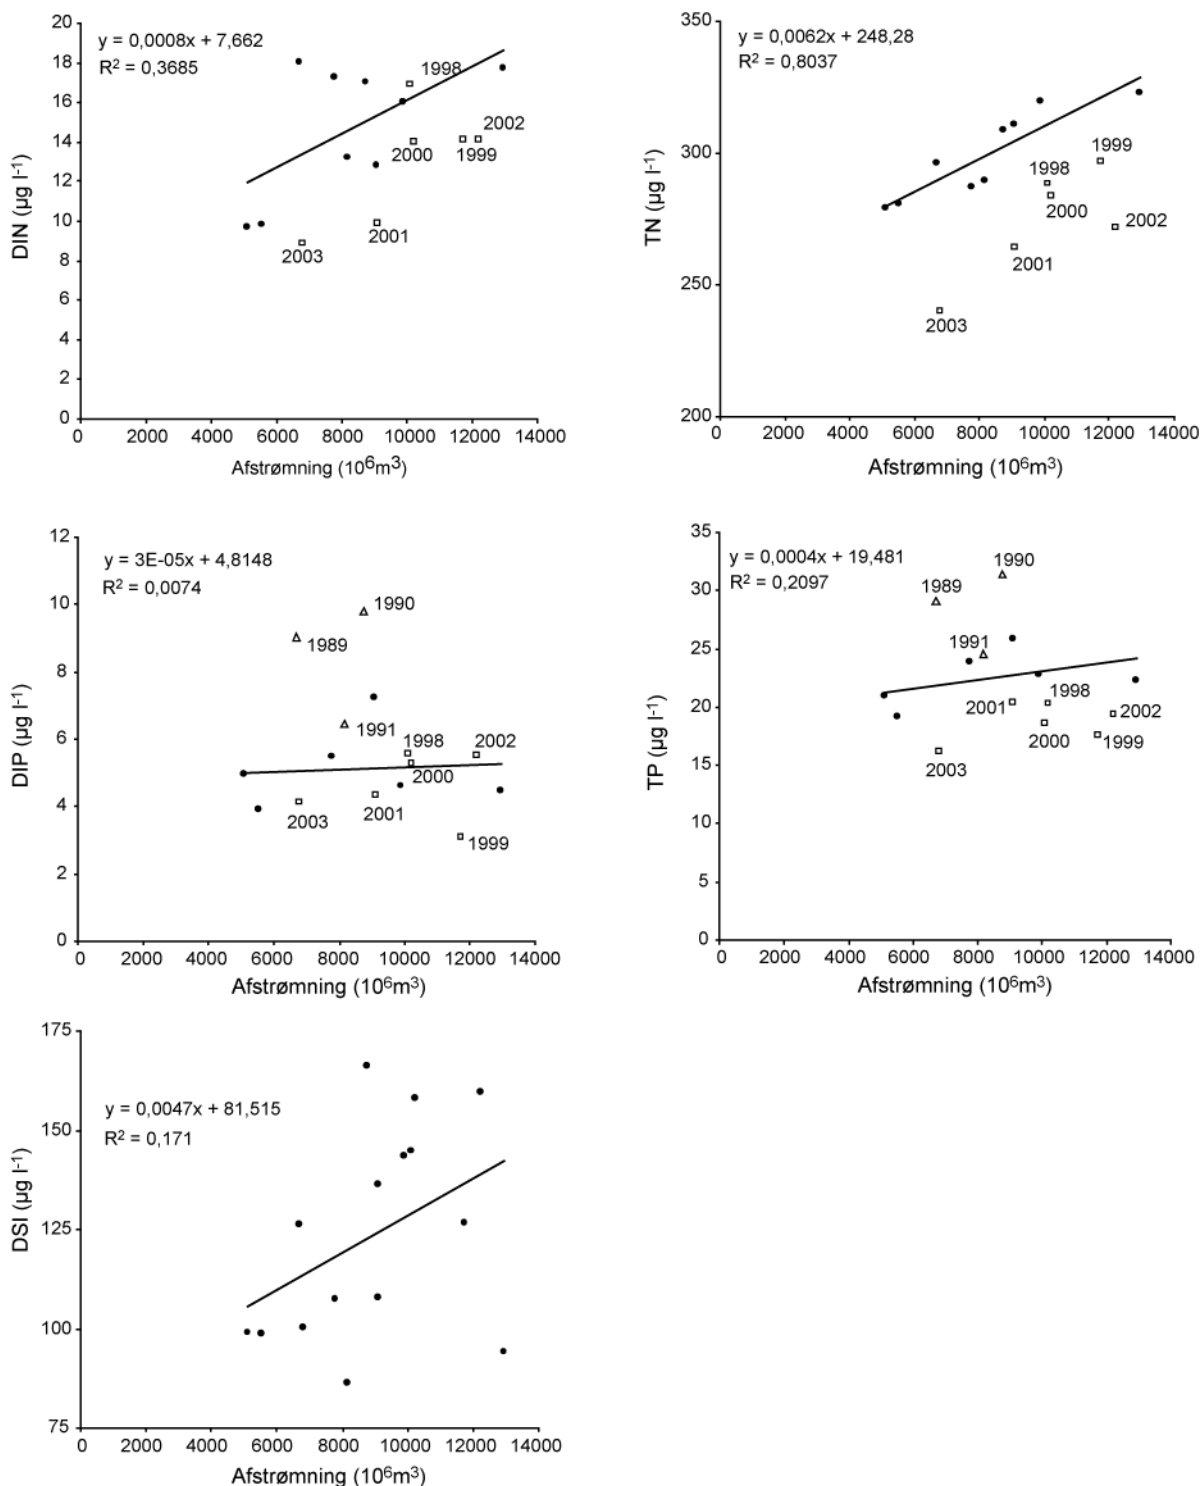 20
18
16
14
12
10
8
6
4
2
0
DIN (µg l-1)
y = 0,0008x + 7,662
R2 = 0,3685
1998
2002
2000
1999
2001
2003
0 2000 4000 6000 8000 10000 12000 14000
Afstrømning (106m3)
350
300
250
200
TN (µg l-1)
y = 0,0062x + 248,28
R2 = 0,8037
1999
1998
2000
2002
2001
2003
0 2000 4000 6000 8000 10000 12000 14000
Afstrømning (106m3)
12
10
8
6
4
2
0
DIP (µg l-1)
y = 3E-05x + 4,8148
R2 = 0,0074
1990
1989
1991
1998
2002
2000
2003
2001
1999
0 2000 4000 6000 8000 10000 12000 14000
Afstrømning (106m3)
35
30
25
20
15
10
5
0
TP (µg l-1)
y = 0,0004x + 19,481
R2 = 0,2097
1990
1989
1991
1998
2001
2002
2000
1999
2003
0 2000 4000 6000 8000 10000 12000 14000
Afstrømning (106m3)
175
150
125
100
75
DSI (µg l-1)
y = 0,0047x + 81,515
R2 = 0,171
0 2000 4000 6000 8000 10000 12000 14000
Afstrømning (106m3)